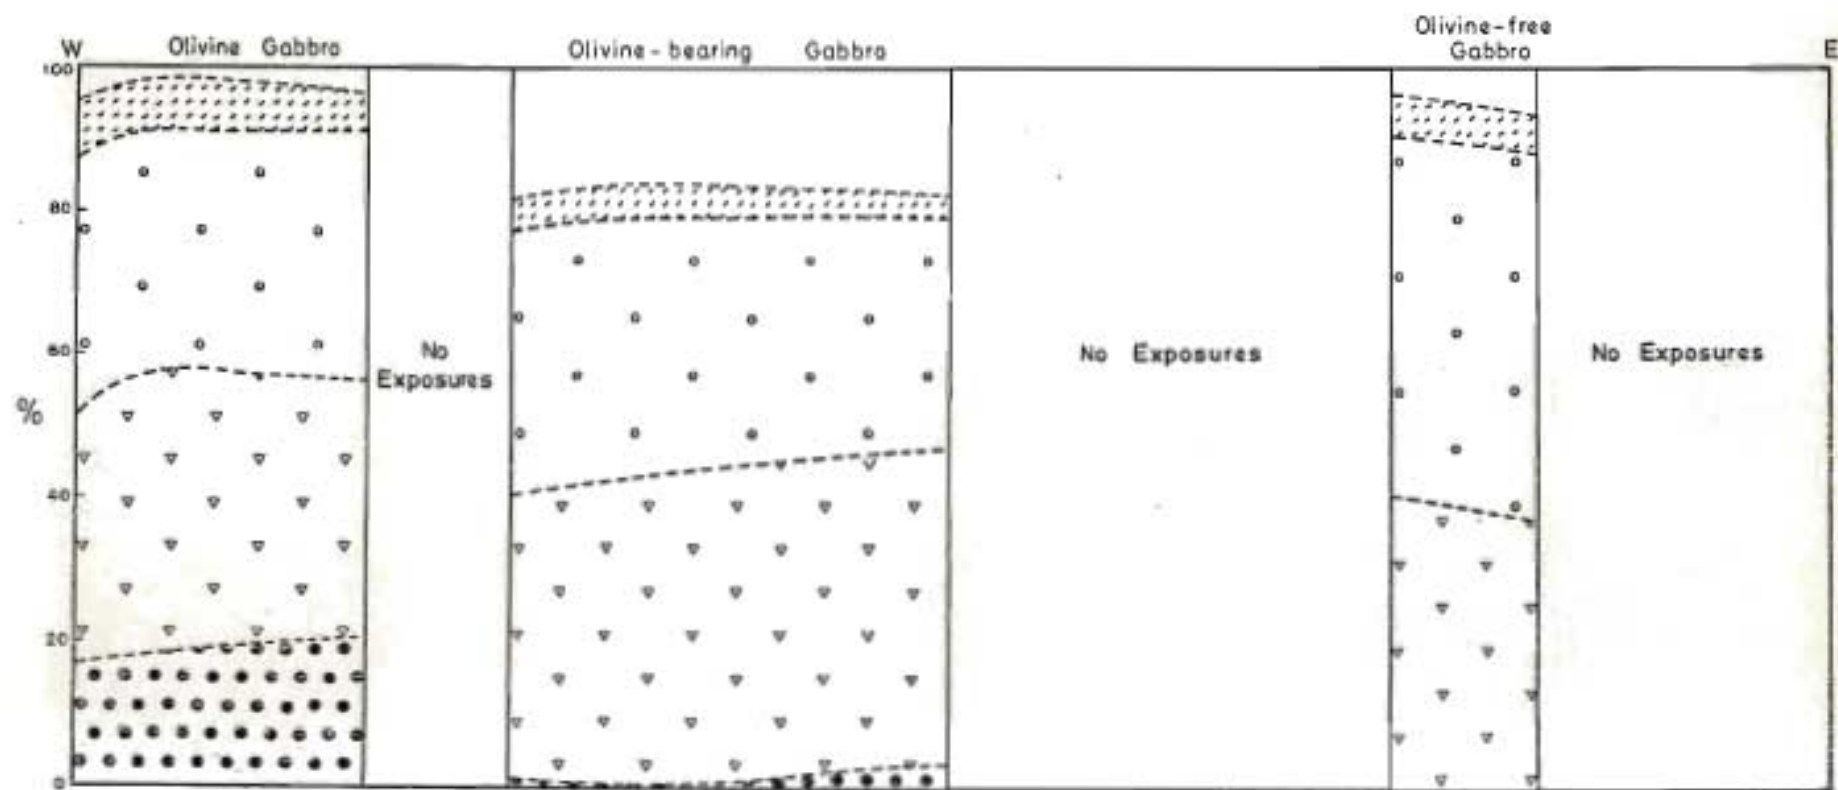 Olivine-free
W Olivine Gabbro Olivine-bearing Gabbro Gabbro E
100
80
60
No
Exposures
No Exposures
No Exposures
%
40
20
0